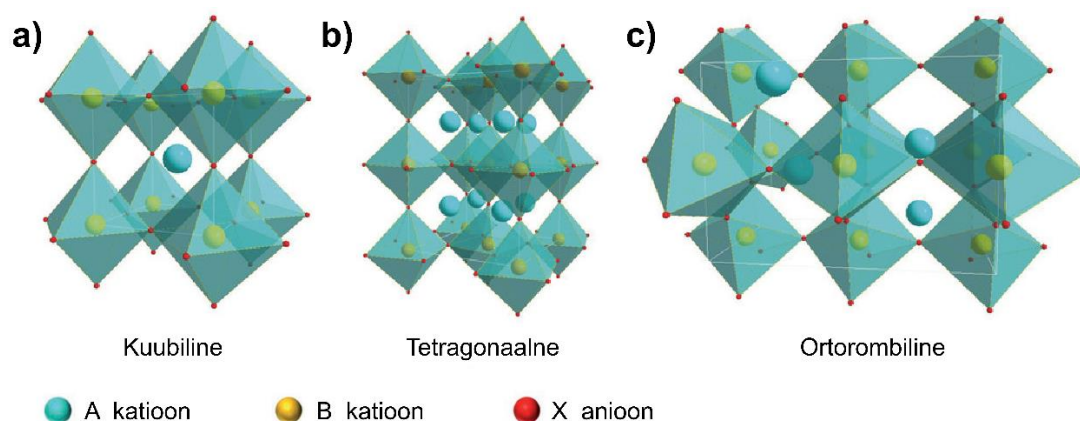 a) b) c)
Kuubiline Tetragonaalne Ortorombiline
A katioon B katioon X anioon